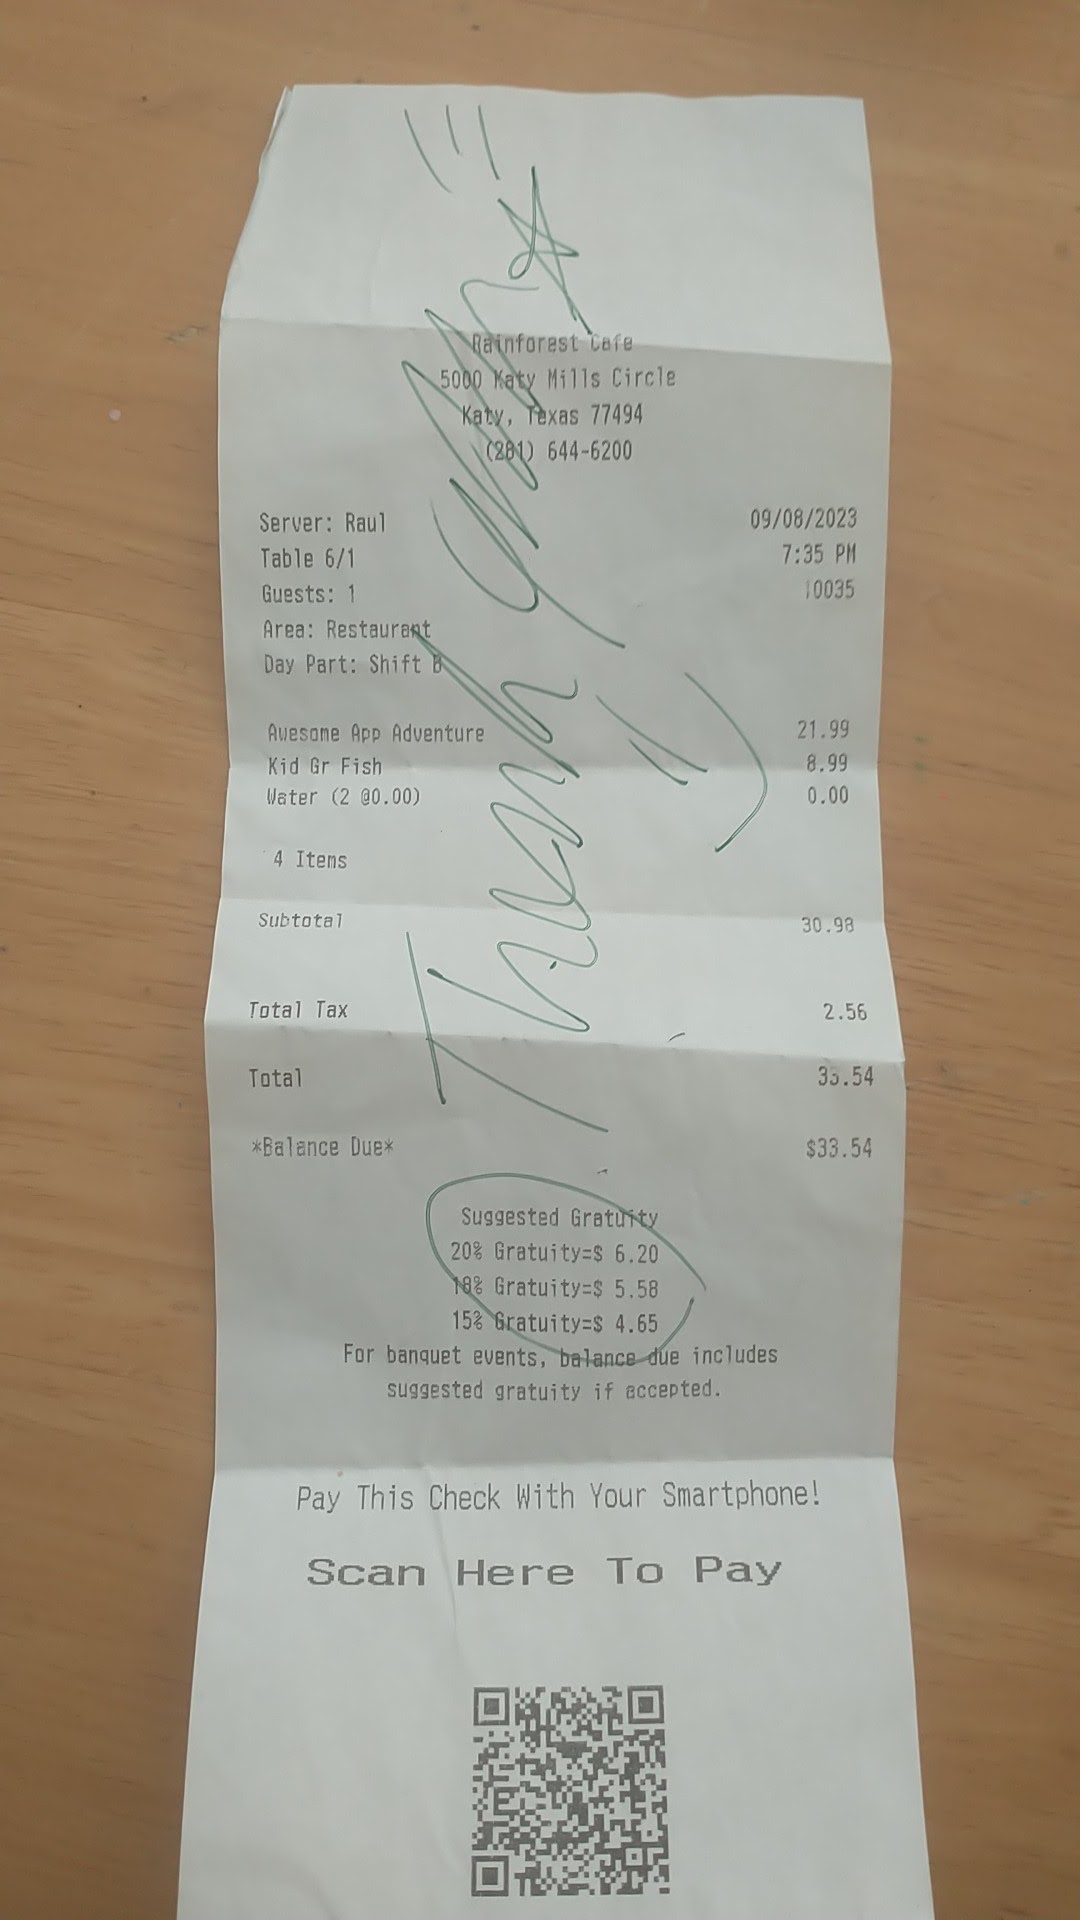 Rainforest Cafe
5000 Katy Mills Circle
Katy, Texas 77494
(281) 644-6200
Server: Raul 09/08/2023
Table 6/1 7:35 PM
Guests: 1 10035
Area: Restaurant
Day Part: Shift B
Awesome App Adventure 21.99
Kid Gr Fish 8.99
Water (2 @0.00) 0.00
4 Items
Subtotal 30.98
Total Tax 2.56
Total 33.54
*Balance Due* $33.54
Suggested Gratuity
20% Gratuity=$ 6.20
18% Gratuity=$ 5.58
15% Gratuity=$ 4.65
For banquet events, balance due includes
suggested gratuity if accepted.
Pay This Check With Your Smartphone!
Scan Here To Pay
Thank you